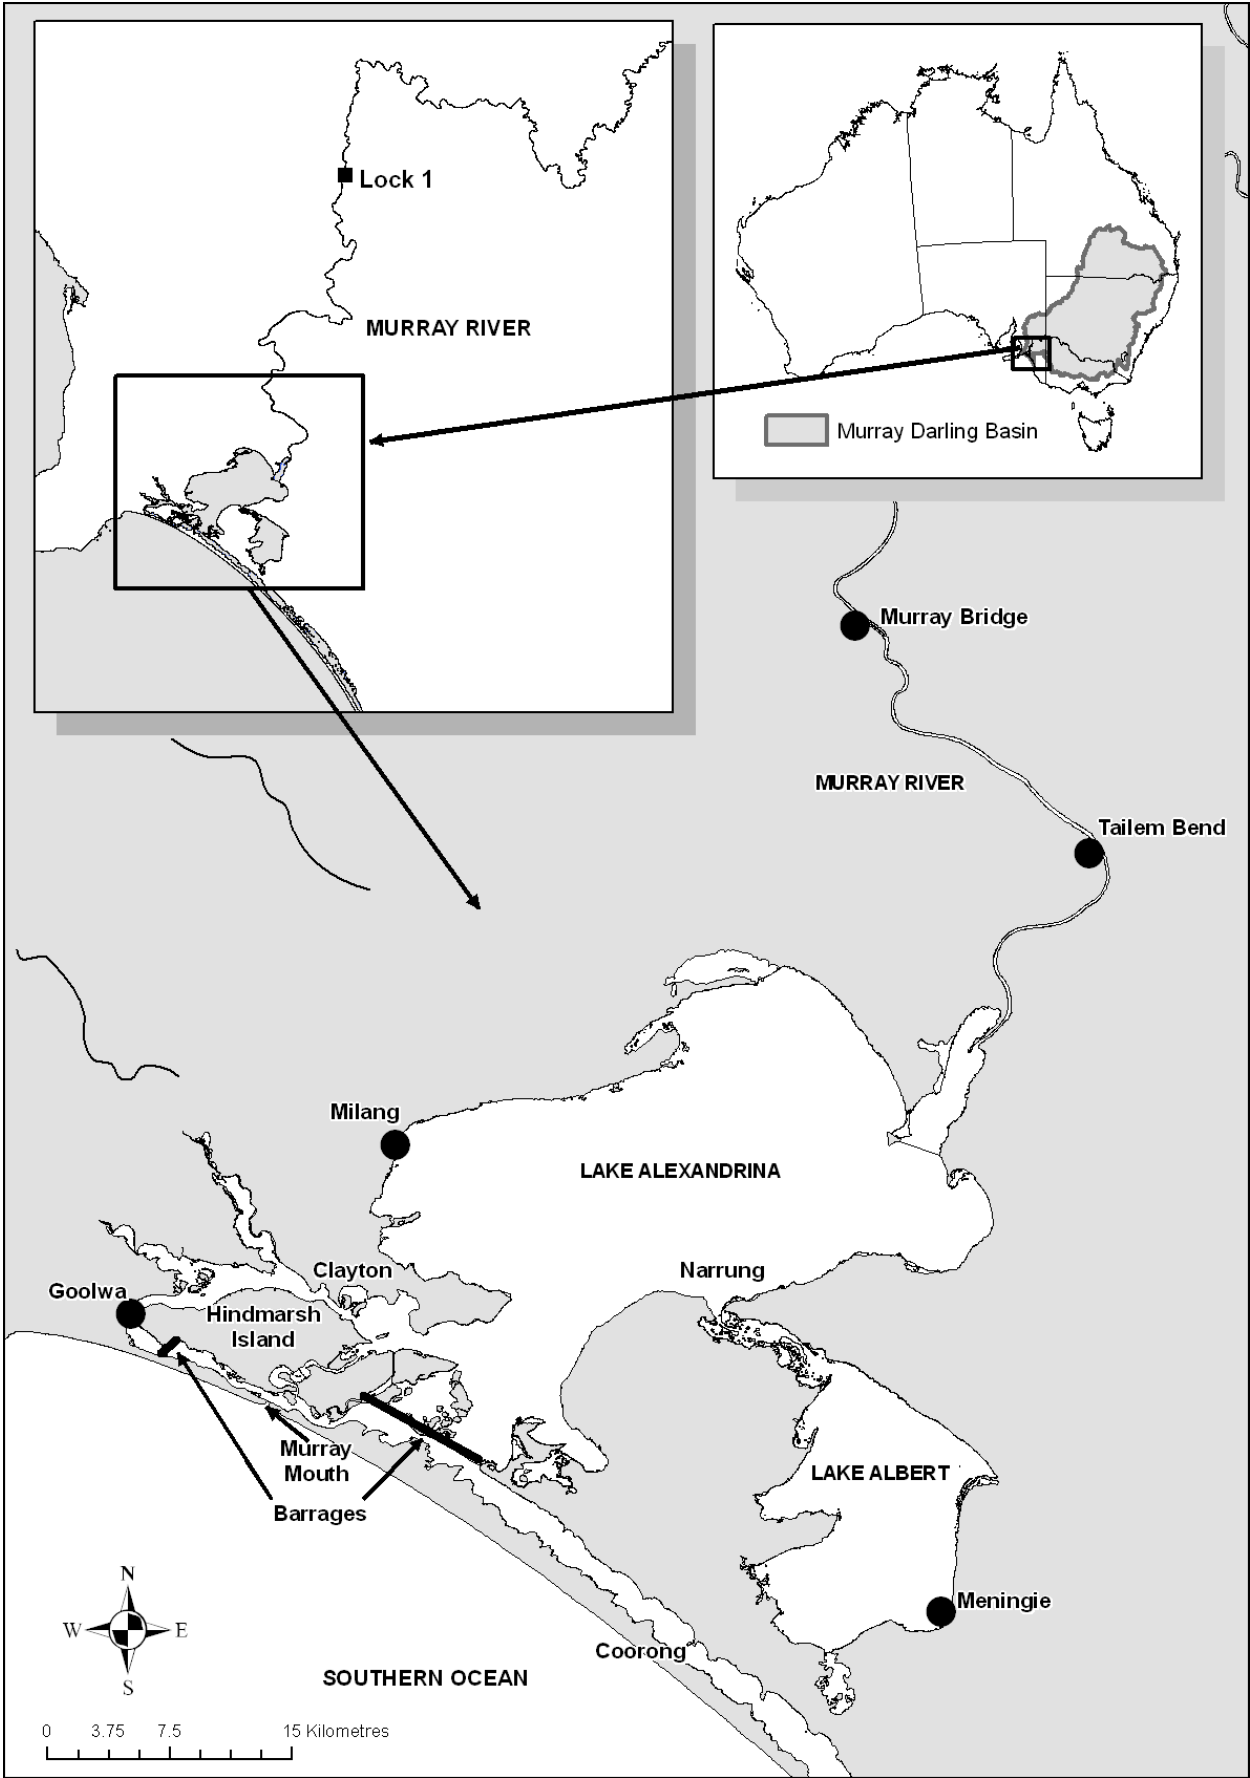 Lock 1
MURRAY RIVER
Murray Darling Basin
Murray Bridge
MURRAY RIVER
Tailem Bend
Milang
LAKE ALEXANDRINA
Clayton
Narrung
Goolwa
Hindmarsh
Island
Murray
Mouth
LAKE ALBERT
Barrages
N
W
E
S
Meningie
Coorong
SOUTHERN OCEAN
0 3.75 7.5 15 Kilometres